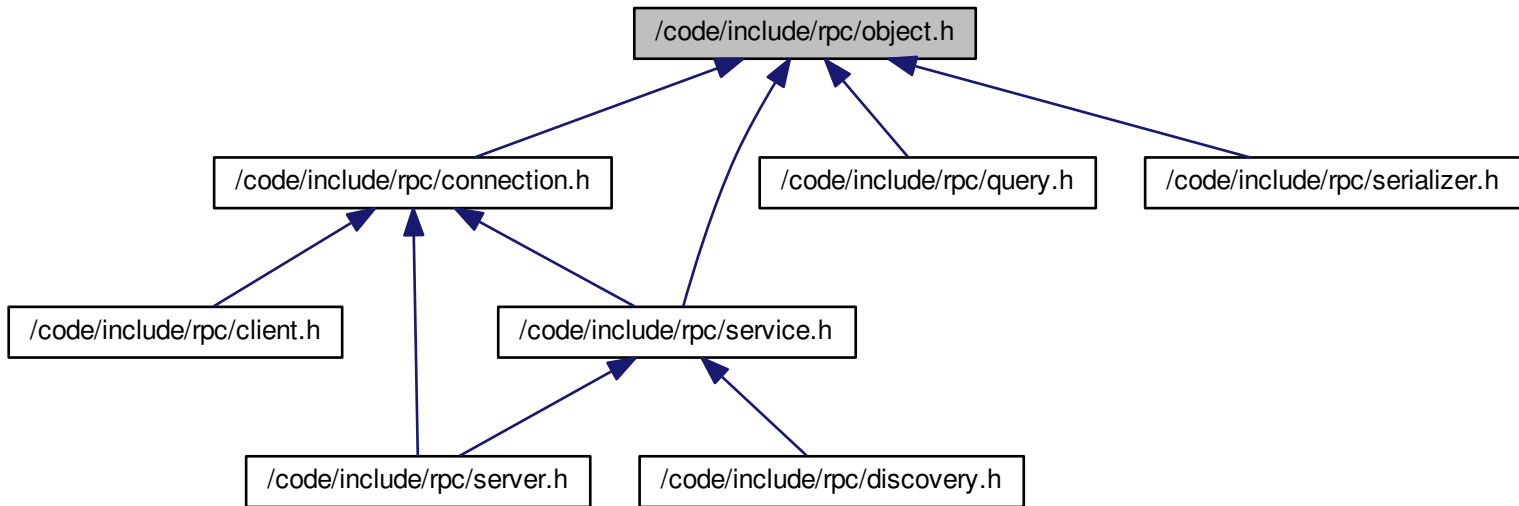 /code/include/rpc/object.h
/code/include/rpc/connection.h
/code/include/rpc/query.h
/code/include/rpc/serializer.h
/code/include/rpc/client.h
/code/include/rpc/service.h
/code/include/rpc/server.h
/code/include/rpc/discovery.h